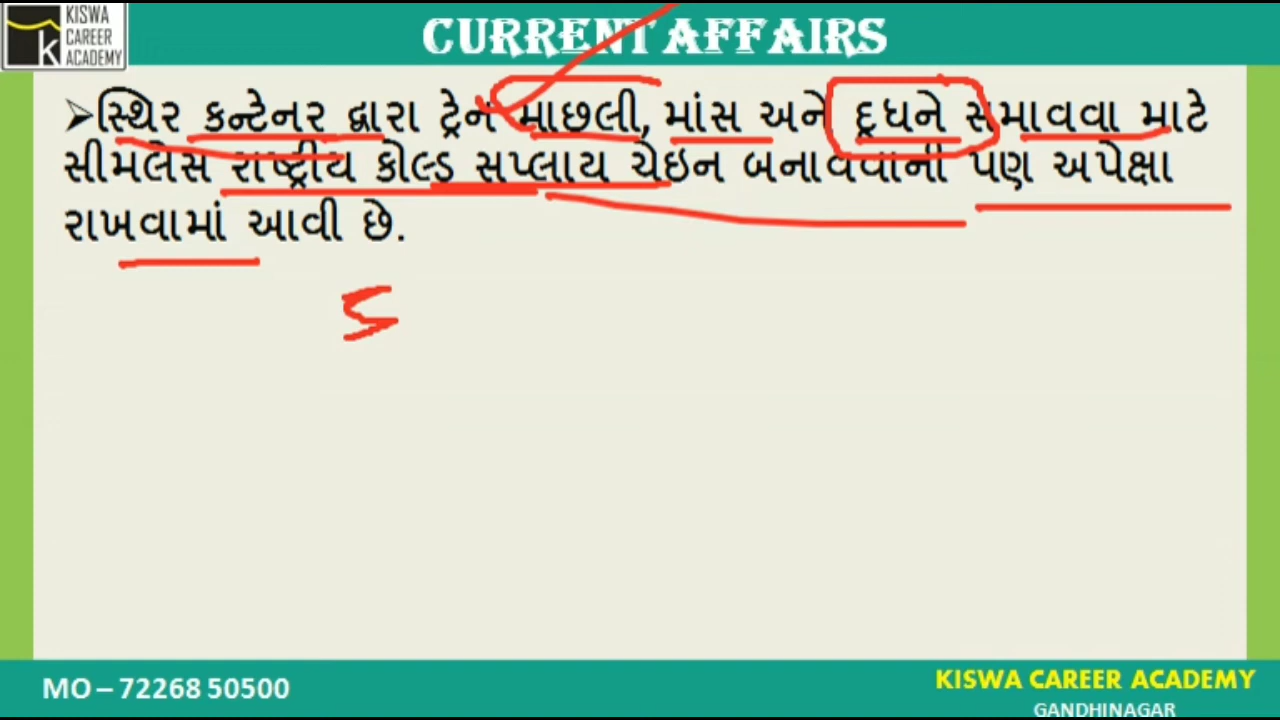 KISWA
CAREER
ACADEMY
CURRENT AFFAIRS
➢સ્થિર કન્ટેનર દ્વારા ટ્રેન માછલી, માંસ અને દુધને સમાવવા માટે
સીમલેસ રાષ્ટ્રીય કોલ્ડ સપ્લાય ચેઇન બનાવવાની પણ અપેક્ષા
રાખવામાં આવી છે.
MO – 72268 50500
KISWA CAREER ACADEMY
GANDHINAGAR